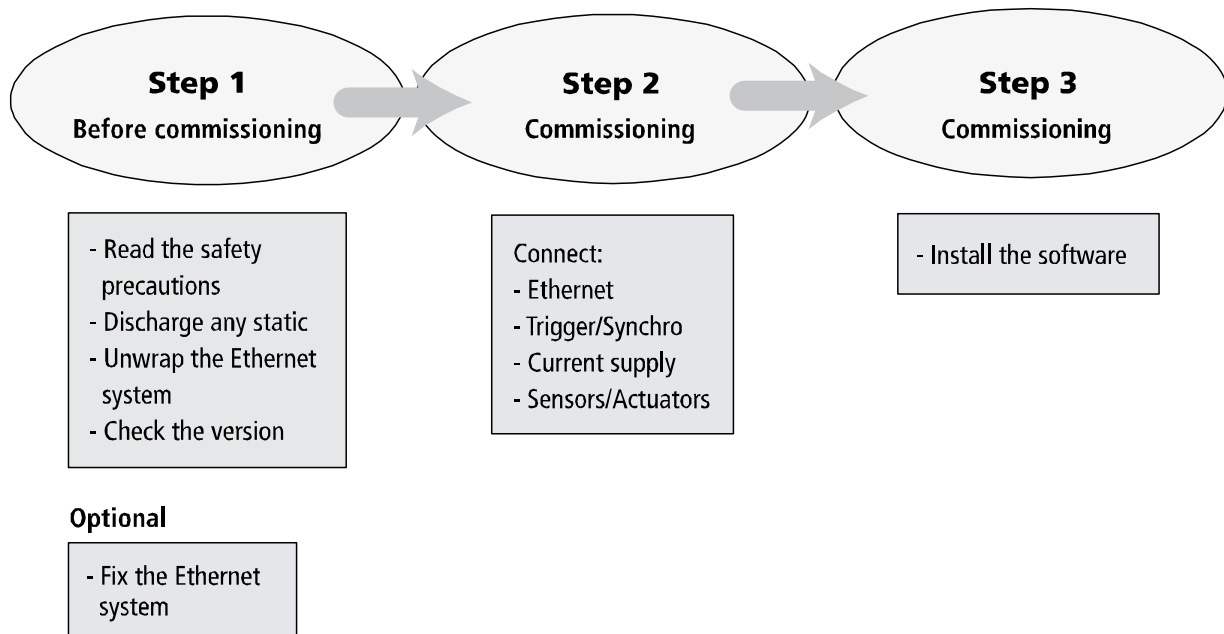 Step 1
Before commissioning
Step 2
Commissioning
Step 3
Commissioning
- Read the safety
precautions
- Discharge any static
- Unwrap the Ethernet
system
- Check the version
Optional
- Fix the Ethernet
system
Connect:
- Ethernet
- Trigger/Synchro
- Current supply
- Sensors/Actuators
- Install the software